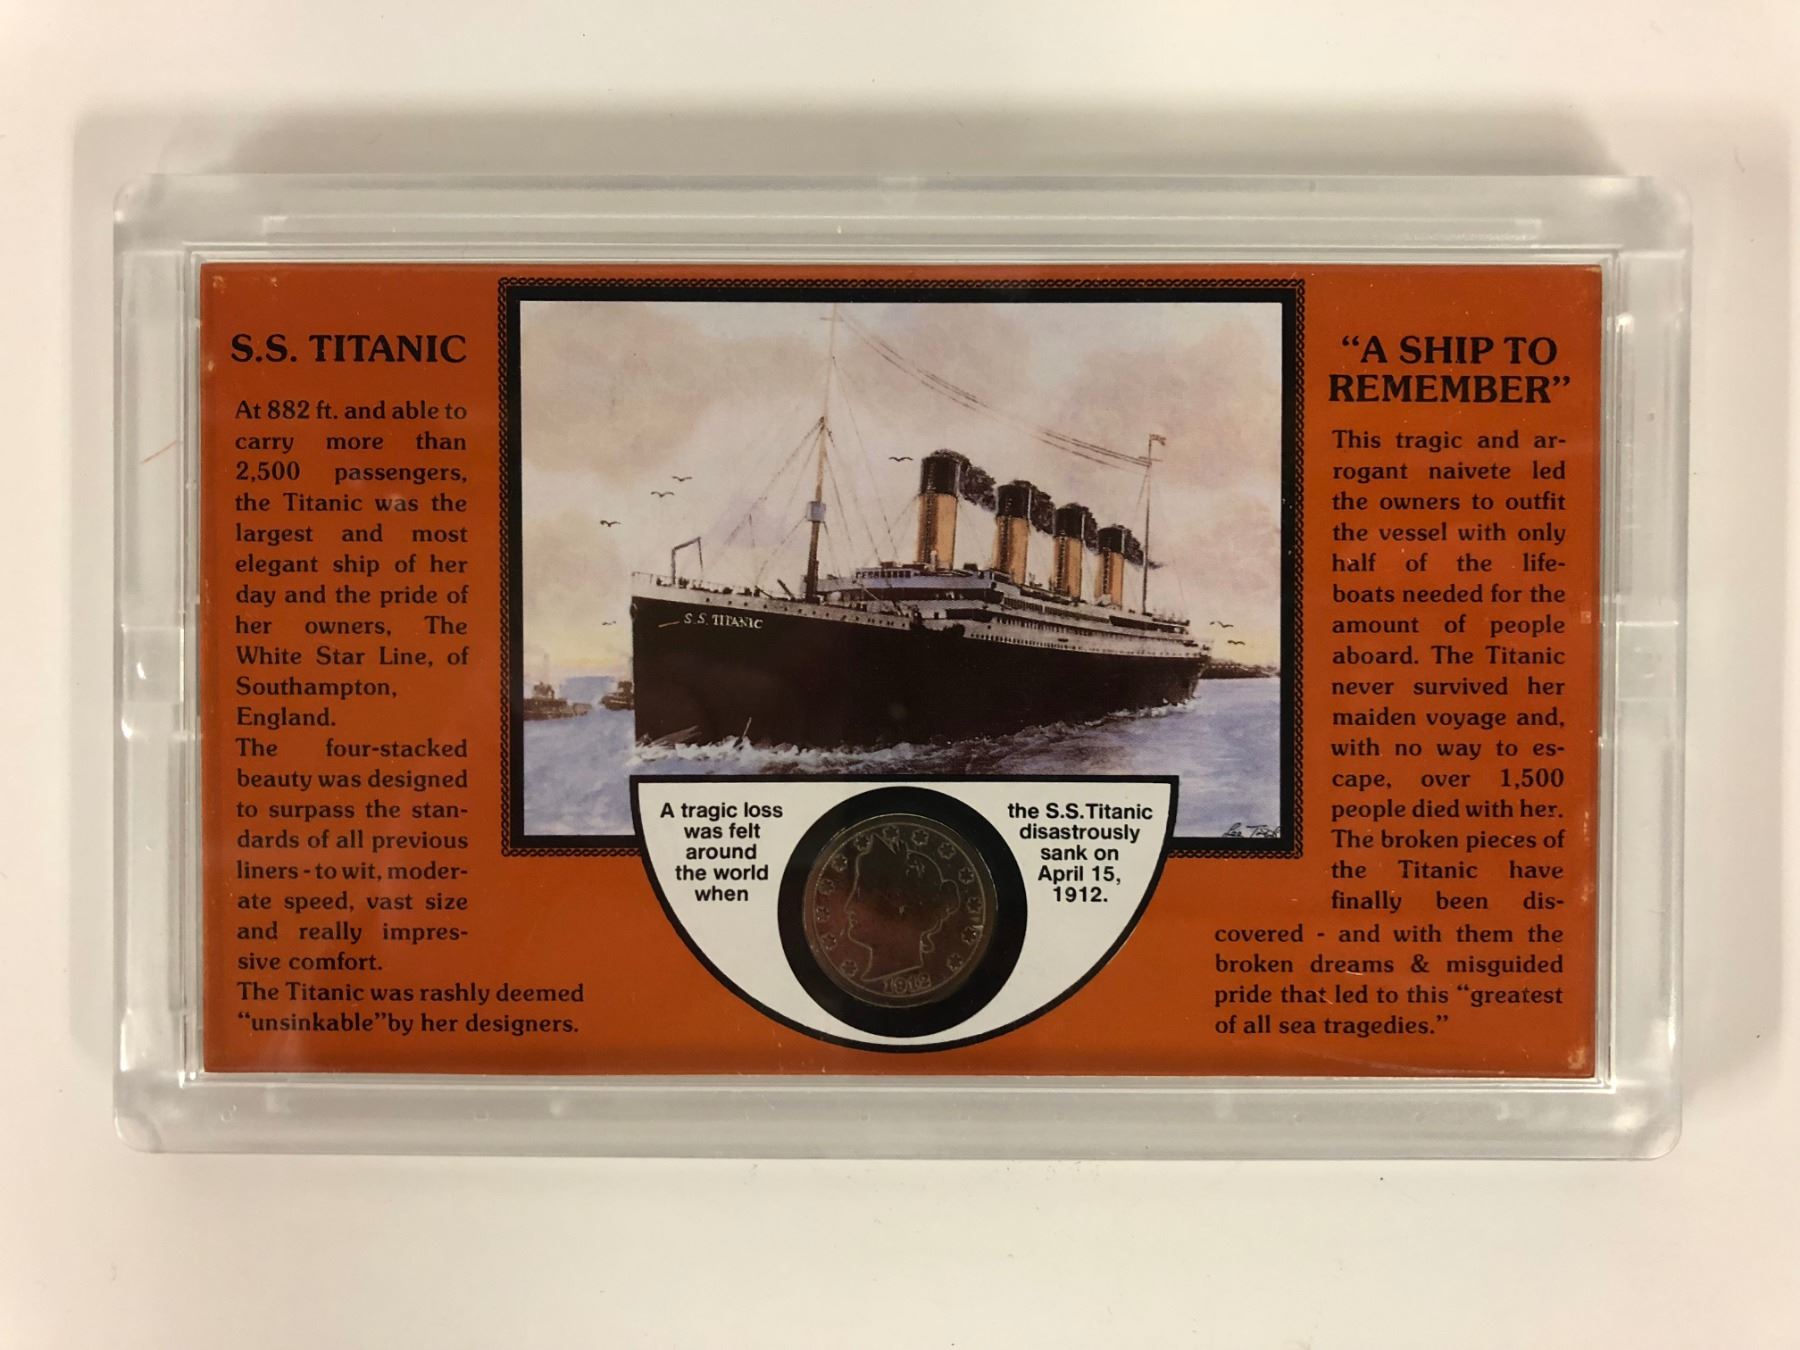 S.S. TITANIC
At 882 ft. and able to
carry more than
2,500 passengers,
the Titanic was the
largest and most
elegant ship of her
day and the pride of
her owners, The
White Star Line, of
Southampton,
England.
The four-stacked
beauty was designed
to surpass the stan-
dards of all previous
liners - to wit, moder-
ate speed, vast size
and really impres-
sive comfort.
The Titanic was rashly deemed
“unsinkable”by her designers.
S.S. TITANIC
A tragic loss
was felt
around
the world
when
1912
the S.S.Titanic
disastrously
sank on
April 15,
1912.
“A SHIP TO
REMEMBER”
This tragic and ar-
rogant naivete led
the owners to outfit
the vessel with only
half of the life-
boats needed for the
amount of people
aboard. The Titanic
never survived her
maiden voyage and,
with no way to es-
cape, over 1,500
people died with her.
The broken pieces of
the Titanic have
finally been dis-
covered - and with them the
broken dreams & misguided
pride that led to this “greatest
of all sea tragedies.”